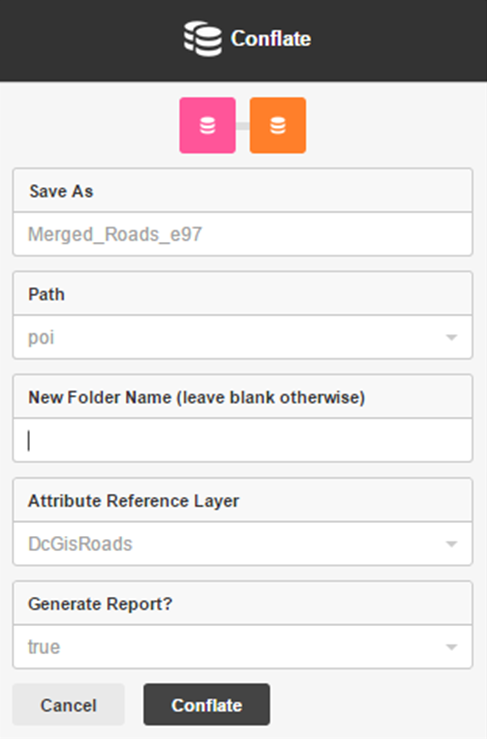 Conflate
Save As
Merged_Roads_e97
Path
poi
New Folder Name (leave blank otherwise)
Attribute Reference Layer
DcGisRoads
Generate Report?
true
Cancel Conflate